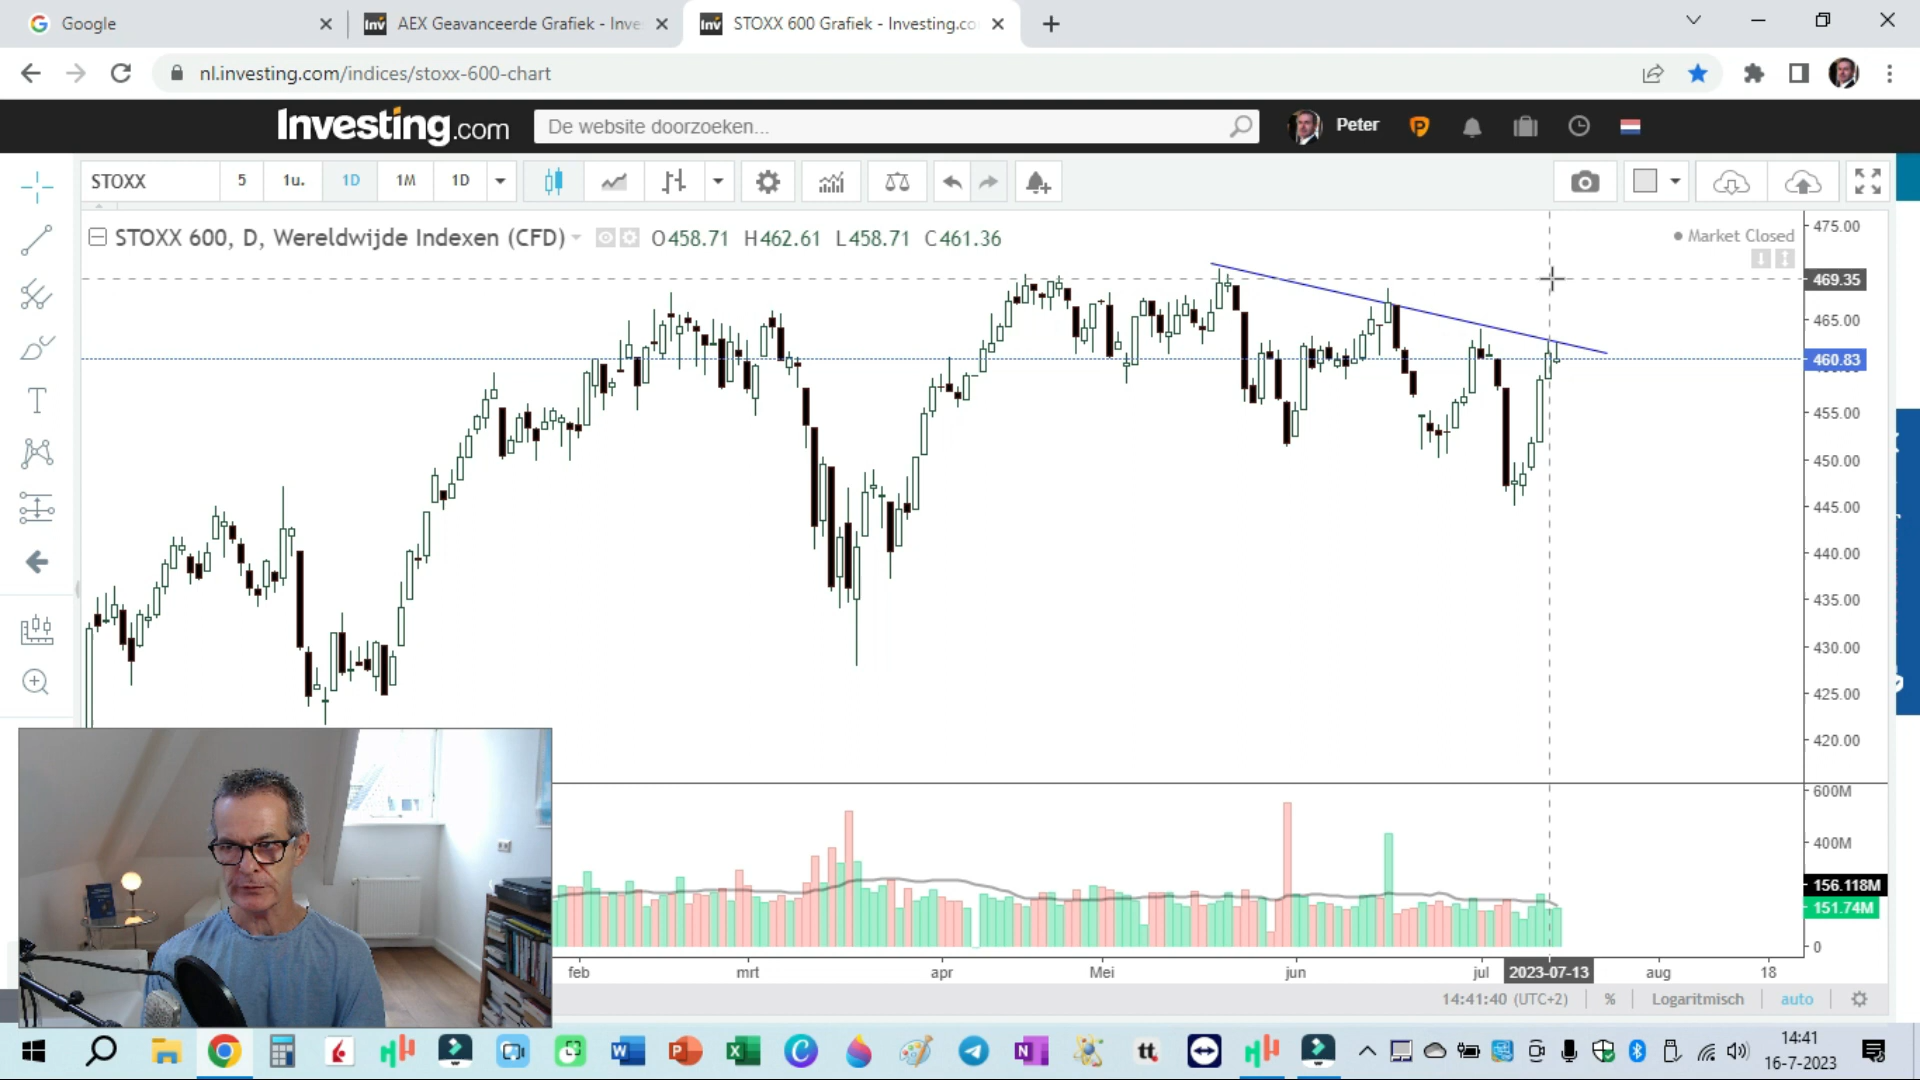 Google
AEX Geavanceerde Grafiek - Inve
STOXX 600 Grafiek - Investing.co
nl.investing.com/indices/stoxx-600-chart
Investing.com
De website doorzoeken...
Peter
STOXX
5
1u.
1D
1M
1D
STOXX 600, D, Wereldwijde Indexen (CFD)
O458.71 H462.61 L458.71 C461.36
Market Closed
475.00
469.35
465.00
460.83
455.00
450.00
445.00
440.00
435.00
430.00
425.00
420.00
600M
400M
156.118M
151.74M
0
feb
mrt
apr
Mei
jun
jul
2023-07-13
aug
18
14:41:40 (UTC+2)
%
Logaritmisch
auto
14:41
16-7-2023